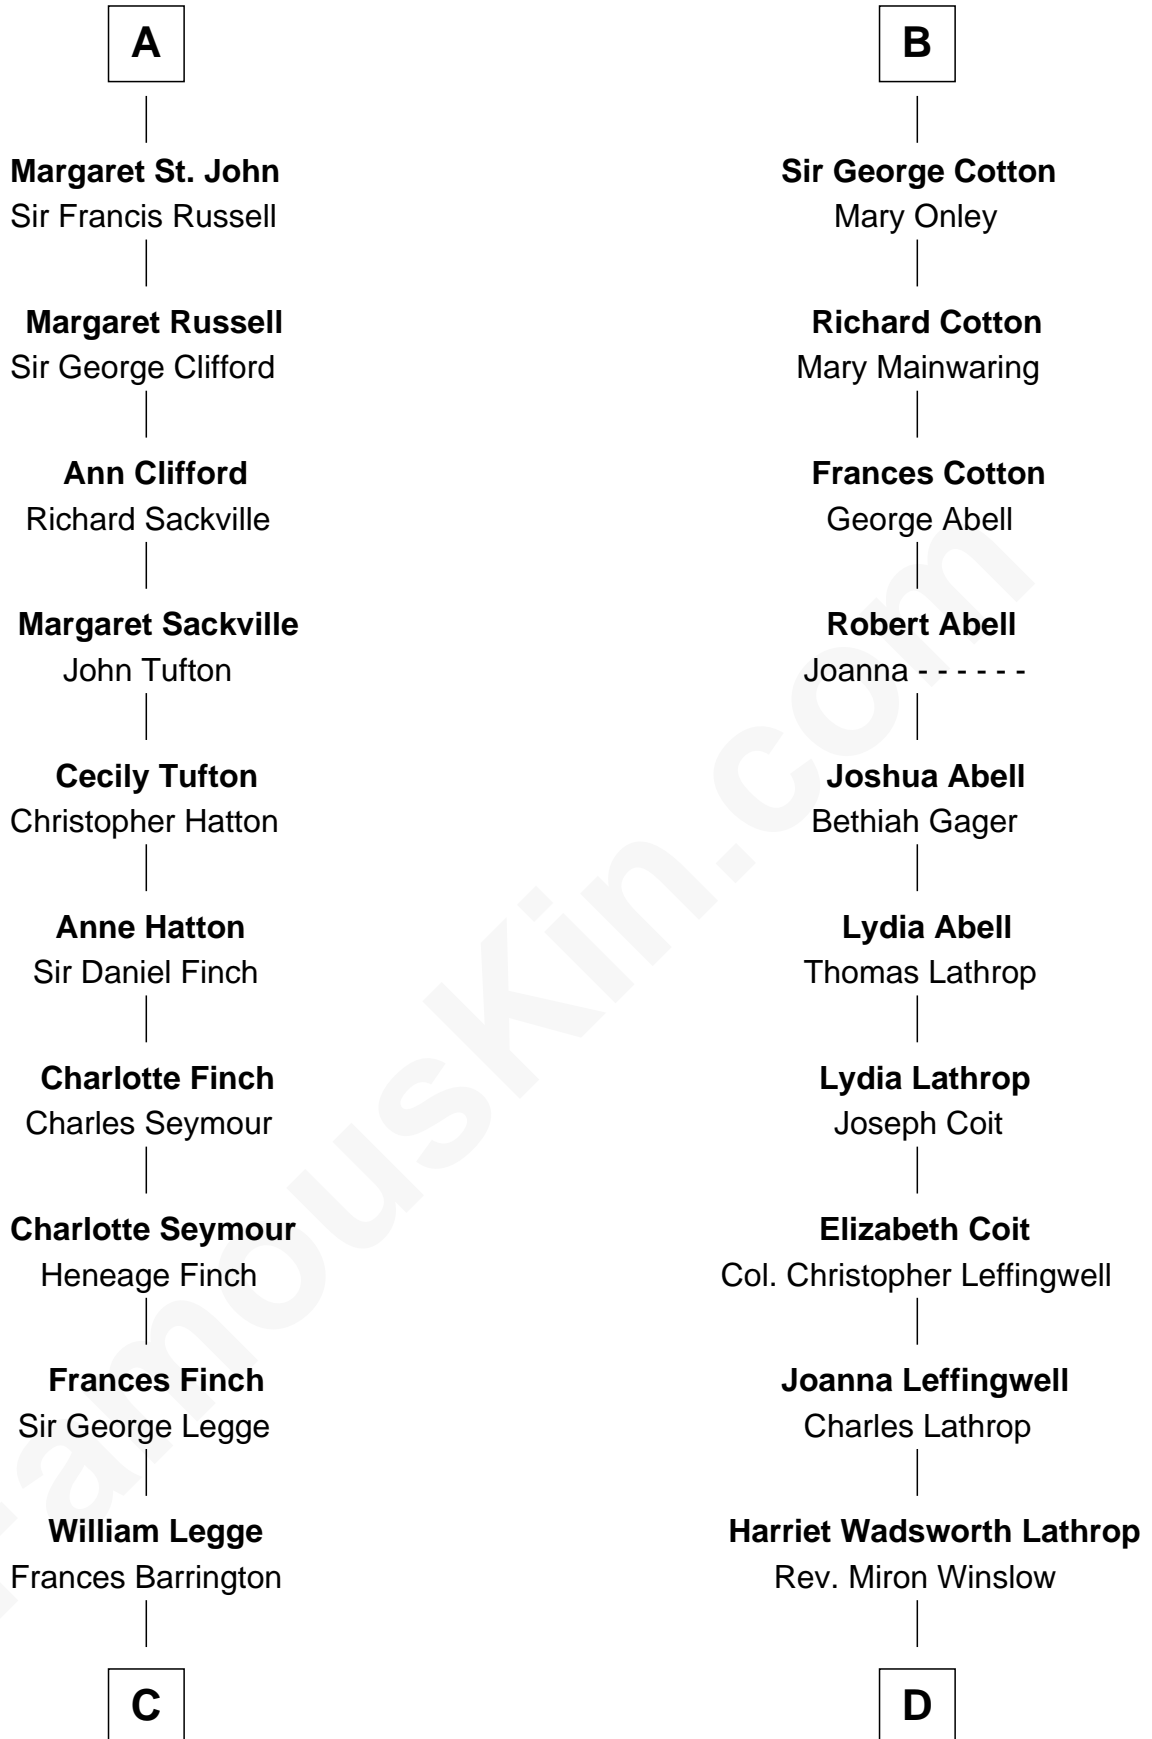 A
Margaret St. John
Sir Francis Russell
Margaret Russell
Sir George Clifford
Ann Clifford
Richard Sackville
Margaret Sackville
John Tufton
Cecily Tufton
Christopher Hatton
Anne Hatton
Sir Daniel Finch
Charlotte Finch
Charles Seymour
Charlotte Seymour
Heneage Finch
Frances Finch
Sir George Legge
William Legge
Frances Barrington
C
B
Sir George Cotton
Mary Onley
Richard Cotton
Mary Mainwaring
Frances Cotton
George Abell
Robert Abell
Joanna - - - - - -
Joshua Abell
Bethiah Gager
Lydia Abell
Thomas Lathrop
Lydia Lathrop
Joseph Coit
Elizabeth Coit
Col. Christopher Leffingwell
Joanna Leffingwell
Charles Lathrop
Harriet Wadsworth Lathrop
Rev. Miron Winslow
D
FamousKin.com